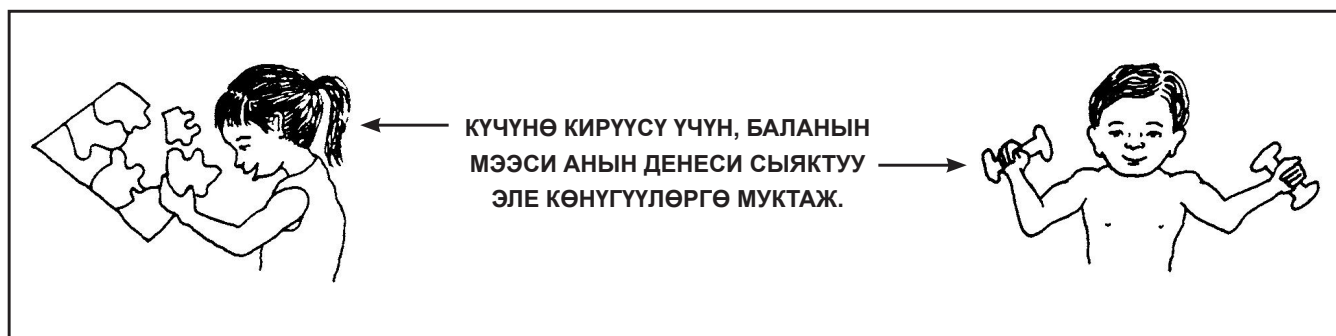 КҮЧҮНӨ КИРҮҮСҮ ҮЧҮН, БАЛАНЫН
МЭЭСИ АНЫН ДЕНЕСИ СЫЯКТУУ
ЭЛЕ КӨНҮГҮҮЛӨРГӨ МУКТАЖ.